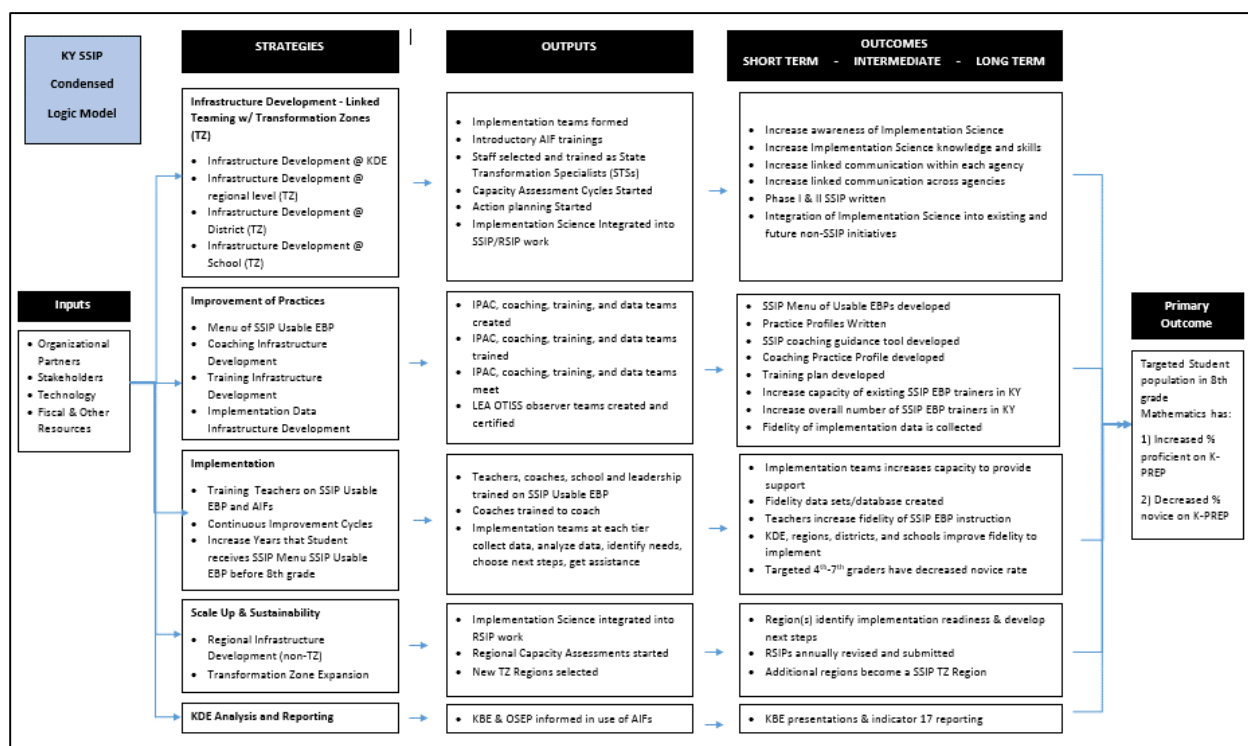 KY SSIP
Condensed
Logic Model
STRATEGIES
OUTPUTS
OUTCOMES
SHORT TERM - INTERMEDIATE - LONG TERM
Inputs
• Organizational
Partners
• Stakeholders
• Technology
• Fiscal & Other
Resources
Infrastructure Development - Linked
Teaming w/ Transformation Zones
(TZ)
• Infrastructure Development @ KDE
• Infrastructure Development @
regional level (TZ)
• Infrastructure Development @
District (TZ)
• Infrastructure Development @
School (TZ)
• Implementation teams formed
• Introductory AIF trainings
• Staff selected and trained as State
Transformation Specialists (STSs)
• Capacity Assessment Cycles Started
• Action planning Started
• Implementation Science Integrated into
SSIP/RSIP work
• Increase awareness of Implementation Science
• Increase Implementation Science knowledge and skills
• Increase linked communication within each agency
• Increase linked communication across agencies
• Phase I & II SSIP written
• Integration of Implementation Science into existing and
future non-SSIP initiatives
Improvement of Practices
• Menu of SSIP Usable EBP
• Coaching Infrastructure
Development
• Training Infrastructure
Development
• Implementation Data
Infrastructure Development
• IPAC, coaching, training, and data teams
created
• IPAC, coaching, training, and data teams
trained
• IPAC, coaching, training, and data teams
meet
• LEA OTISS observer teams created and
certified
• SSIP Menu of Usable EBPs developed
• Practice Profiles Written
• SSIP coaching guidance tool developed
• Coaching Practice Profile developed
• Training plan developed
• Increase capacity of existing SSIP EBP trainers in KY
• Increase overall number of SSIP EBP trainers in KY
• Fidelity of implementation data is collected
Implementation
• Training Teachers on SSIP Usable
EBP and AIFs
• Continuous Improvement Cycles
• Increase Years that Student
receives SSIP Menu SSIP Usable
EBP before 8th grade
• Teachers, coaches, school and leadership
trained on SSIP Usable EBP
• Coaches trained to coach
• Implementation teams at each tier
collect data, analyze data, identify needs,
choose next steps, get assistance
• Implementation teams increases capacity to provide
support
• Fidelity data sets/database created
• Teachers increase fidelity of SSIP EBP instruction
• KDE, regions, districts, and schools improve fidelity to
implement
• Targeted 4th-7th graders have decreased novice rate
Scale Up & Sustainability
• Regional Infrastructure
Development (non-TZ)
• Transformation Zone Expansion
• Implementation Science integrated into
RSIP work
• Regional Capacity Assessments started
• New TZ Regions selected
• Region(s) identify implementation readiness & develop
next steps
• RSIPs annually revised and submitted
• Additional regions become a SSIP TZ Region
KDE Analysis and Reporting
• KBE & OSEP informed in use of AIFs
• KBE presentations & indicator 17 reporting
Primary
Outcome
Targeted Student
population in 8th
grade
Mathematics has:
1) Increased %
proficient on K-
PREP
2) Decreased %
novice on K-PREP